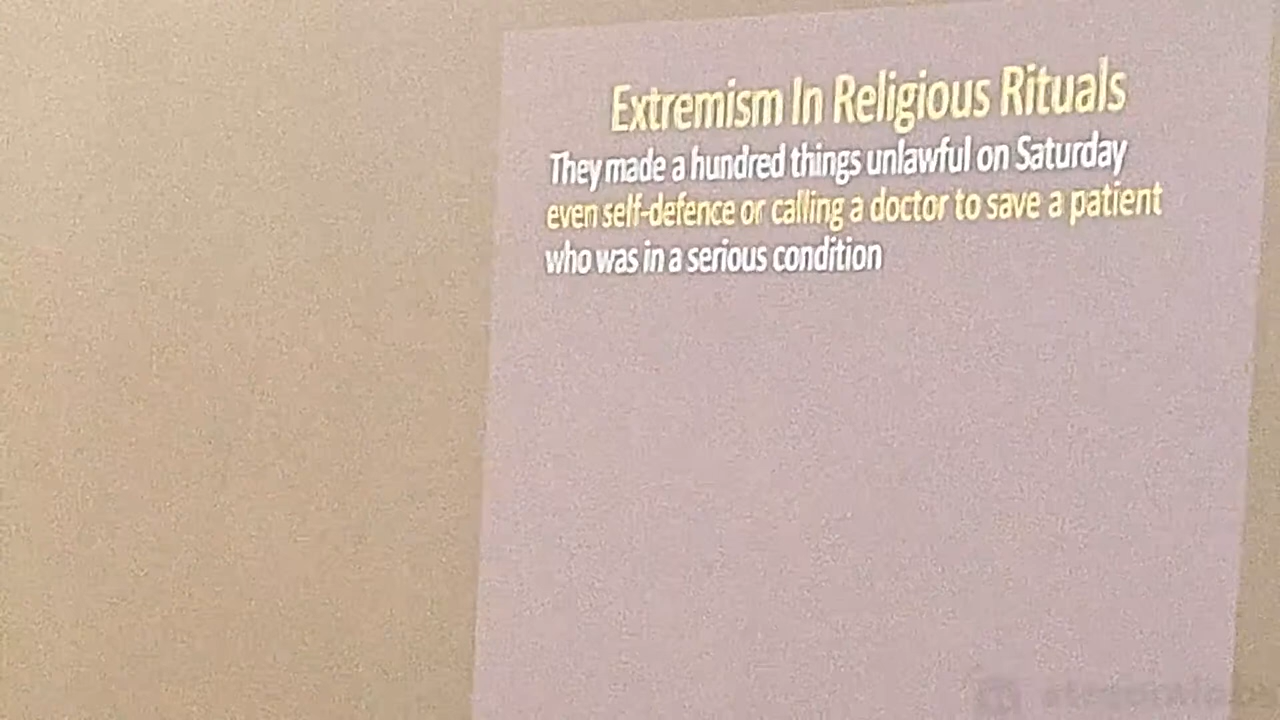 Extremism In Religious Rituals
They made a hundred things unlawful on Saturday
even self-defence or calling a doctor to save a patient
who was in a serious condition